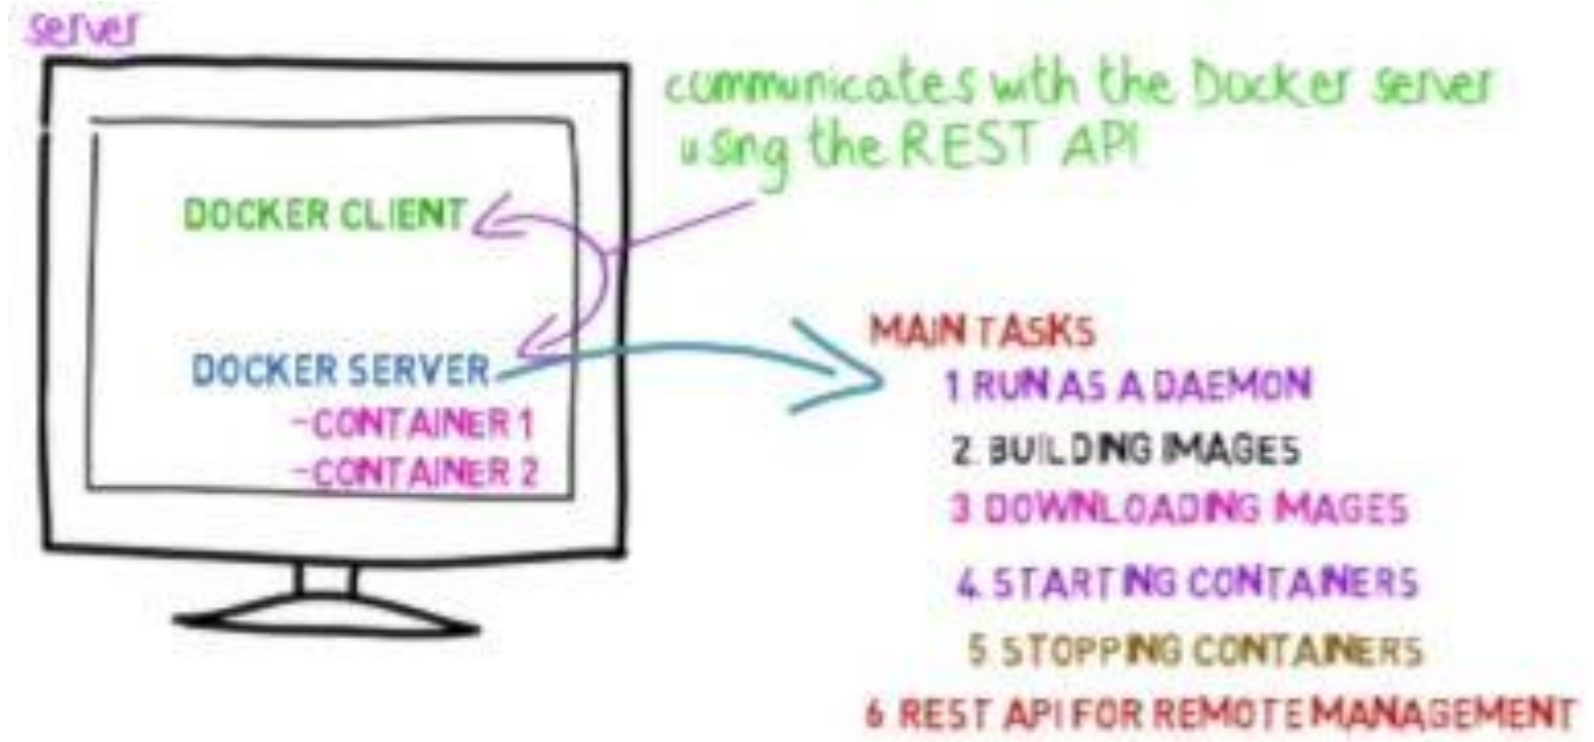 server
communicates with the Docker server
using the REST API
DOCKER CLIENT
DOCKER SERVER
-CONTAINER 1
-CONTAINER 2
MAIN TASKS
1 RUN AS A DAEMON
2. BUILDING IMAGES
3 DOWNLOADING IMAGES
4. STARTING CONTAINERS
5 STOPPING CONTAINERS
6 REST API FOR REMOTE MANAGEMENT